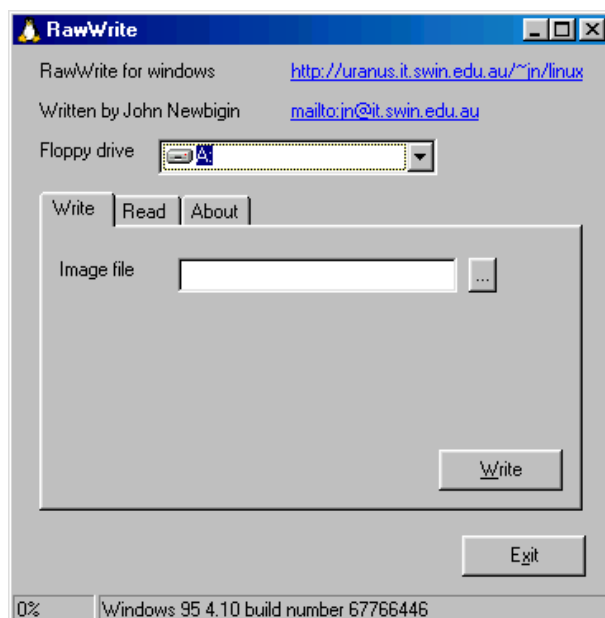 RawWrite
RawWrite for windows http://uranus.it.swin.edu.au/~jn/linux
Written by John Newbigin mailto:jn@it.swin.edu.au
Floppy drive A:
Write Read About
Image file ...
Write
Exit
0% Windows 95 4.10 build number 67766446